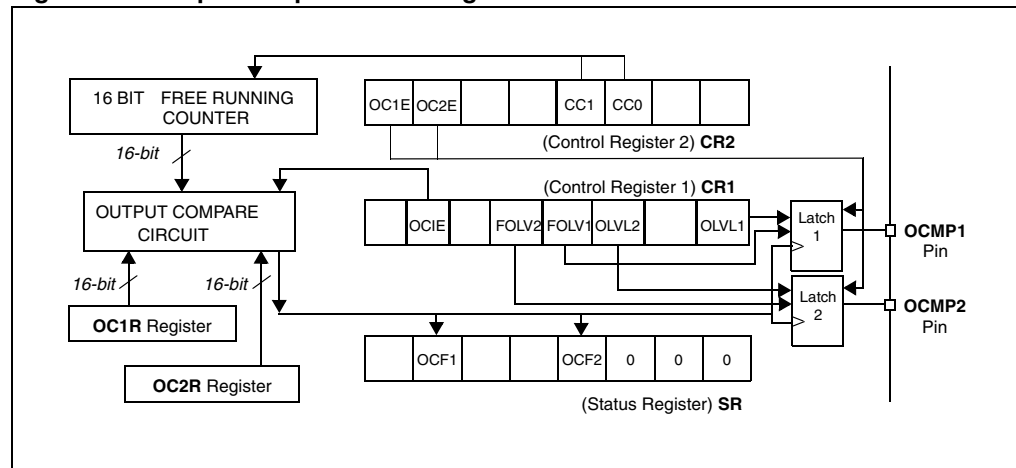 16 BIT FREE RUNNING
COUNTER
OC1E OC2E CC1 CC0
(Control Register 2) CR2
16-bit
(Control Register 1) CR1
OUTPUT COMPARE
CIRCUIT
OCIE FOLV2 FOLV1 OLVL2 OLVL1
Latch
1
OCMP1
Pin
16-bit 16-bit
Latch
2
OCMP2
Pin
OC1R Register
OCF1 OCF2 0 0 0
OC2R Register
(Status Register) SR